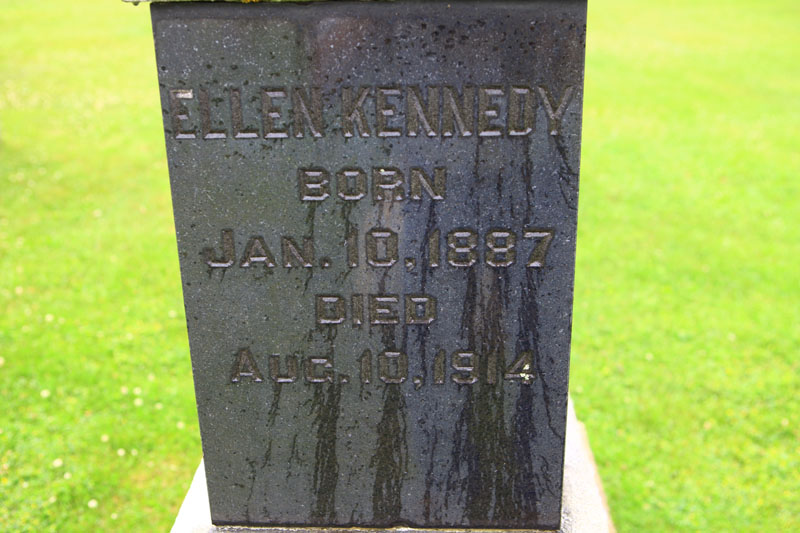 ELLEN KENNEDY
BORN
JAN. 10, 1887
DIED
AUG. 10, 1914